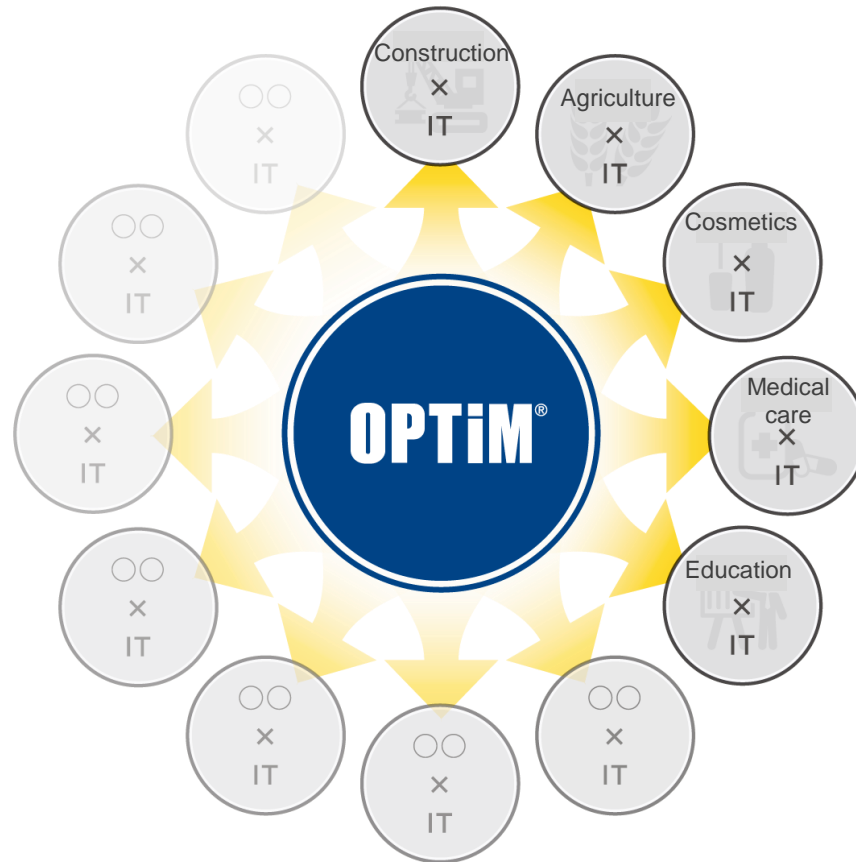 Construction
×
IT
Agriculture
×
IT
Cosmetics
×
IT
Medical
care
×
IT
Education
×
IT
○○
×
IT
○○
×
IT
○○
×
IT
○○
×
IT
○○
×
IT
○○
×
IT
○○
×
IT
OPTiM®